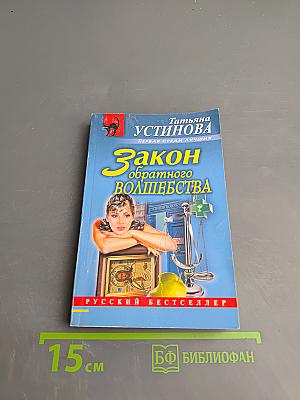 Татьяна
УСТИНОВА
ПЕРВАЯ СРЕДИ ЛУЧШИХ
Закон
обратного
ВОЛШЕБСТВА
РУССКИЙ БЕСТСЕЛЛЕР
15 см
БФ БИБЛИОФАН